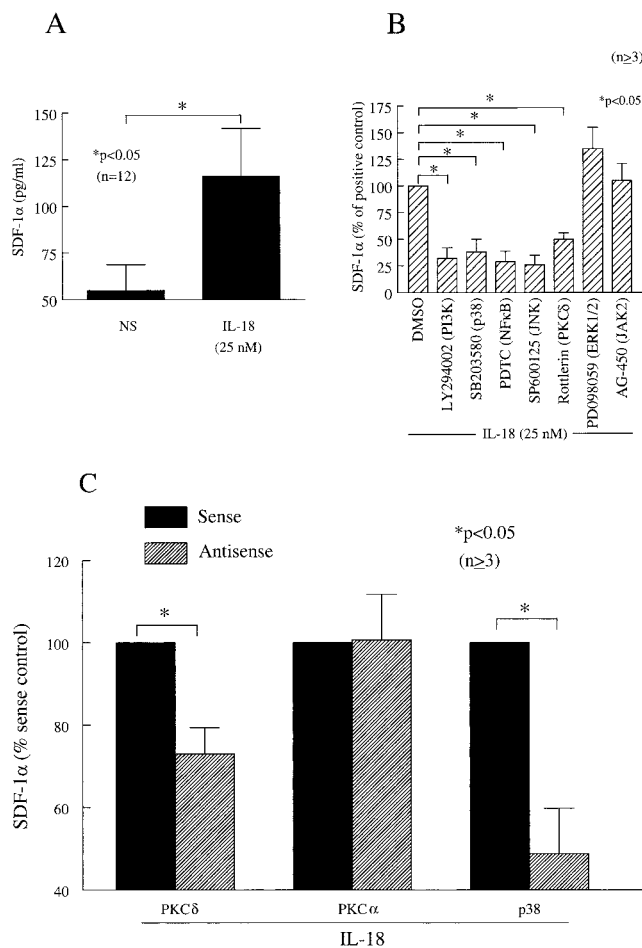 A
SDF-1α (pg/ml)
150
125
100
75
50
*
*p<0.05
(n=12)
NS
IL-18
(25 nM)
B
(n≥3)
*p<0.05
SDF-1α (% of positive control)
175
150
125
100
75
50
25
0
*
*
*
*
*
DMSO
LY294002 (PI3K)
SB203580 (p38)
PDTC (NFκB)
SP600125 (JNK)
Rottlerin (PKCδ)
PD098059 (ERK1/2)
AG-450 (JAK2)
IL-18 (25 nM)
C
Sense
Antisense
*p<0.05
(n≥3)
SDF-1α (% sense control)
120
100
80
60
40
*
*
PKCδ
PKCα
p38
IL-18